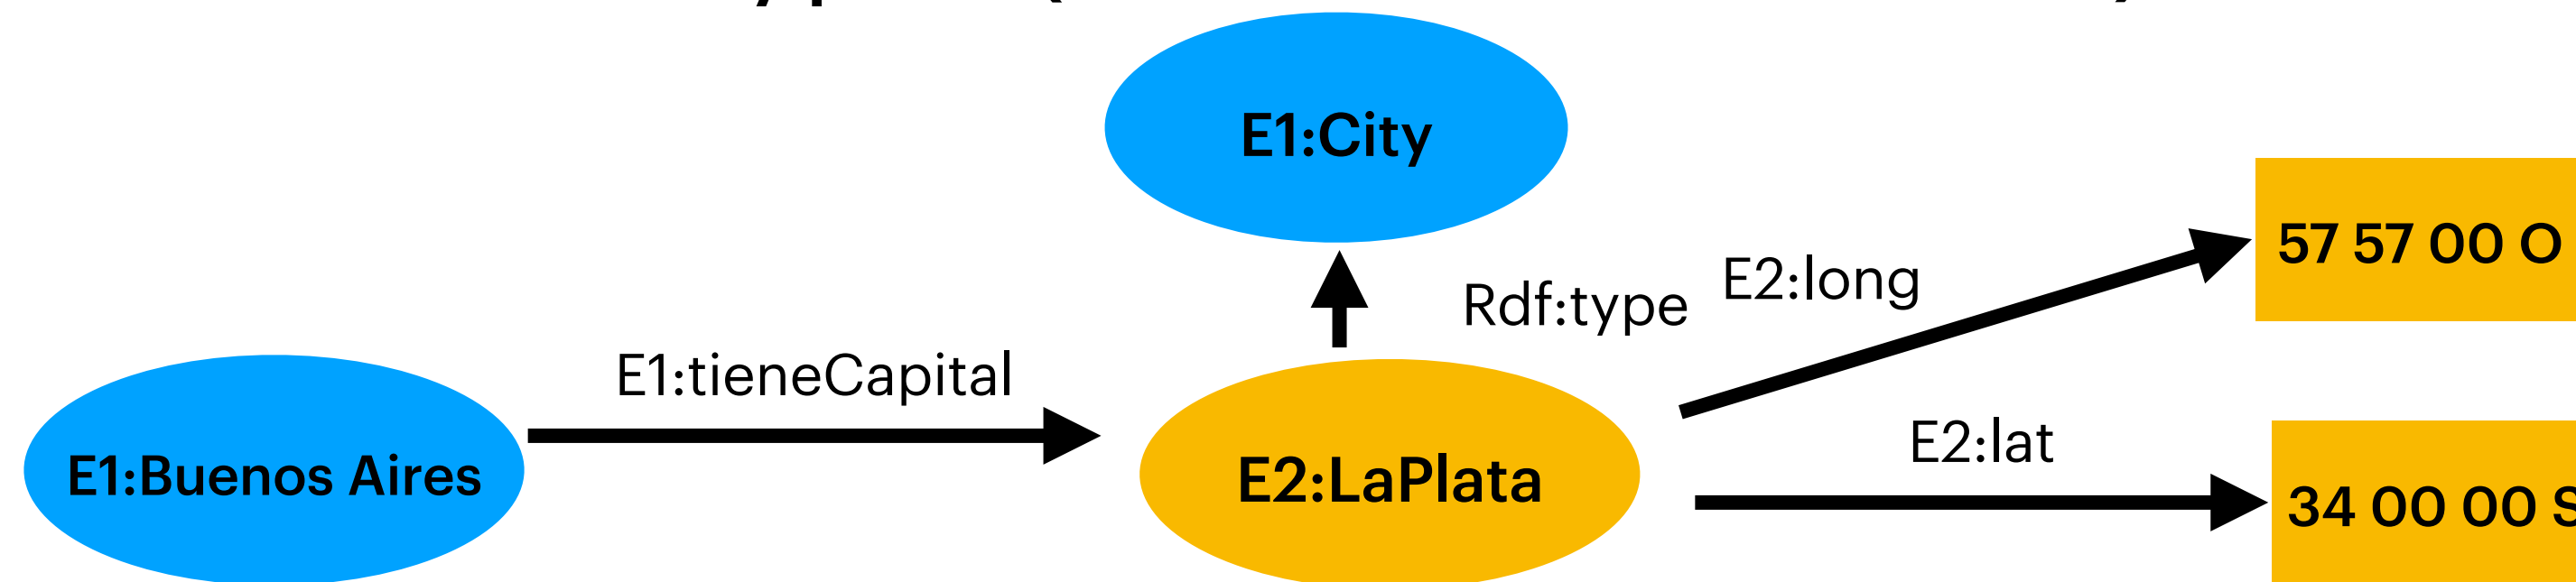 E1:City
57 57 00 O
E2:long
Rdf:type
E1:tieneCapital
E2:lat
E1:Buenos Aires
E2:LaPlata
34 00 00 S